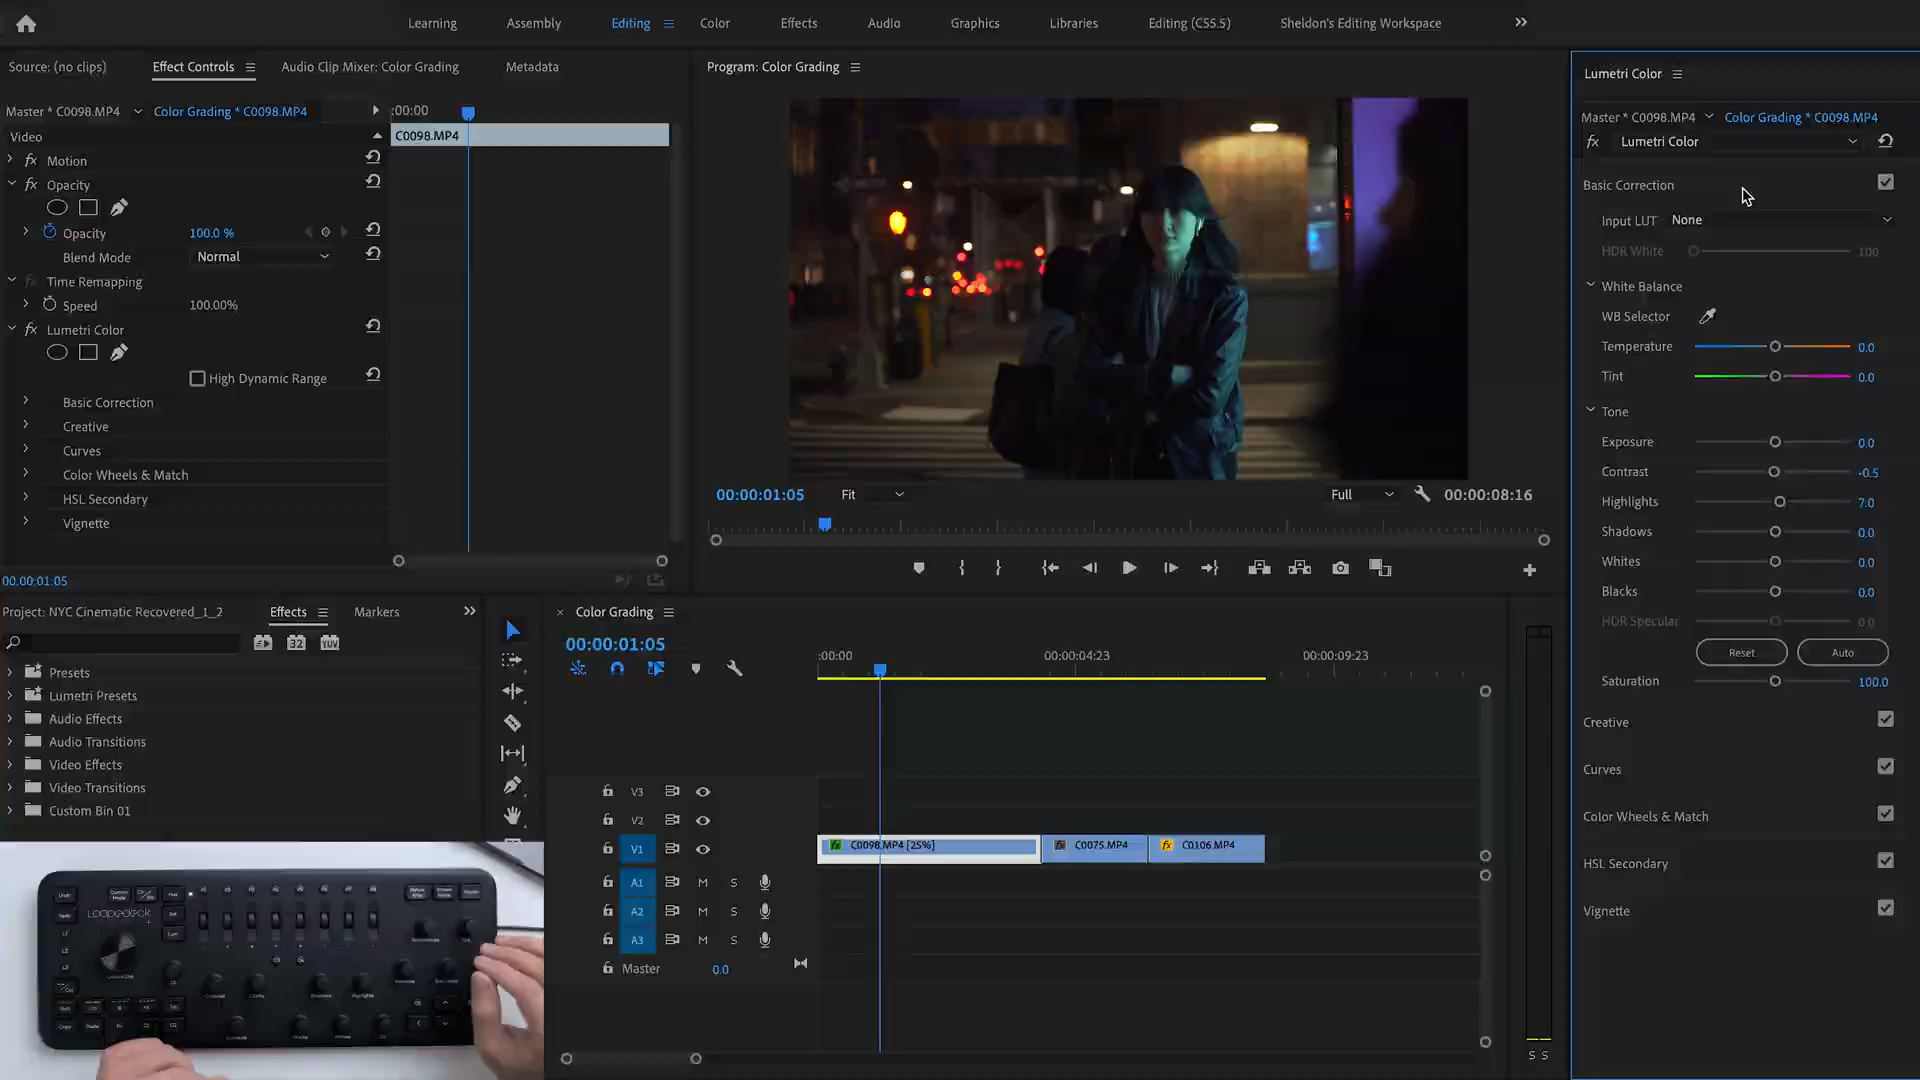 Learning Assembly Editing Color Effects Audio Graphics Libraries Editing (CS5.5) Sheldon's Editing Workspace
Source: (no clips) Effect Controls Audio Clip Mixer: Color Grading Metadata
Master * C0098.MP4 Color Grading * C0098.MP4
:00:00
Video
C0098.MP4
fx Motion
fx Opacity
Opacity 100.0 %
Blend Mode Normal
Time Remapping
Speed 100.00%
fx Lumetri Color
High Dynamic Range
Basic Correction
Creative
Curves
Color Wheels & Match
HSL Secondary
Vignette
00;00;01;05
Program: Color Grading
00:00:01:05 Fit Full 00:00:08:16
Lumetri Color
Master * C0098.MP4 Color Grading * C0098.MP4
fx Lumetri Color
Basic Correction
Input LUT None
HDR White 100
White Balance
WB Selector
Temperature 0.0
Tint 0.0
Tone
Exposure 0.0
Contrast -0.5
Highlights 7.0
Shadows 0.0
Whites 0.0
Blacks 0.0
HDR Specular 0.0
Reset Auto
Saturation 100.0
Creative
Curves
Color Wheels & Match
HSL Secondary
Vignette
Project: NYC Cinematic Recovered_1_2 Effects Markers
32 YUV
Presets
Lumetri Presets
Audio Effects
Audio Transitions
Video Effects
Video Transitions
Custom Bin 01
× Color Grading
00:00:01:05
:00:00 00:00:04:23 00:00:09:23
V3
V2
V1 fx C0098.MP4 [25%] fx C0075.MP4 fx C0106.MP4
A1 M S
A2 M S
A3 M S
Master 0.0
S S
Loupedeck